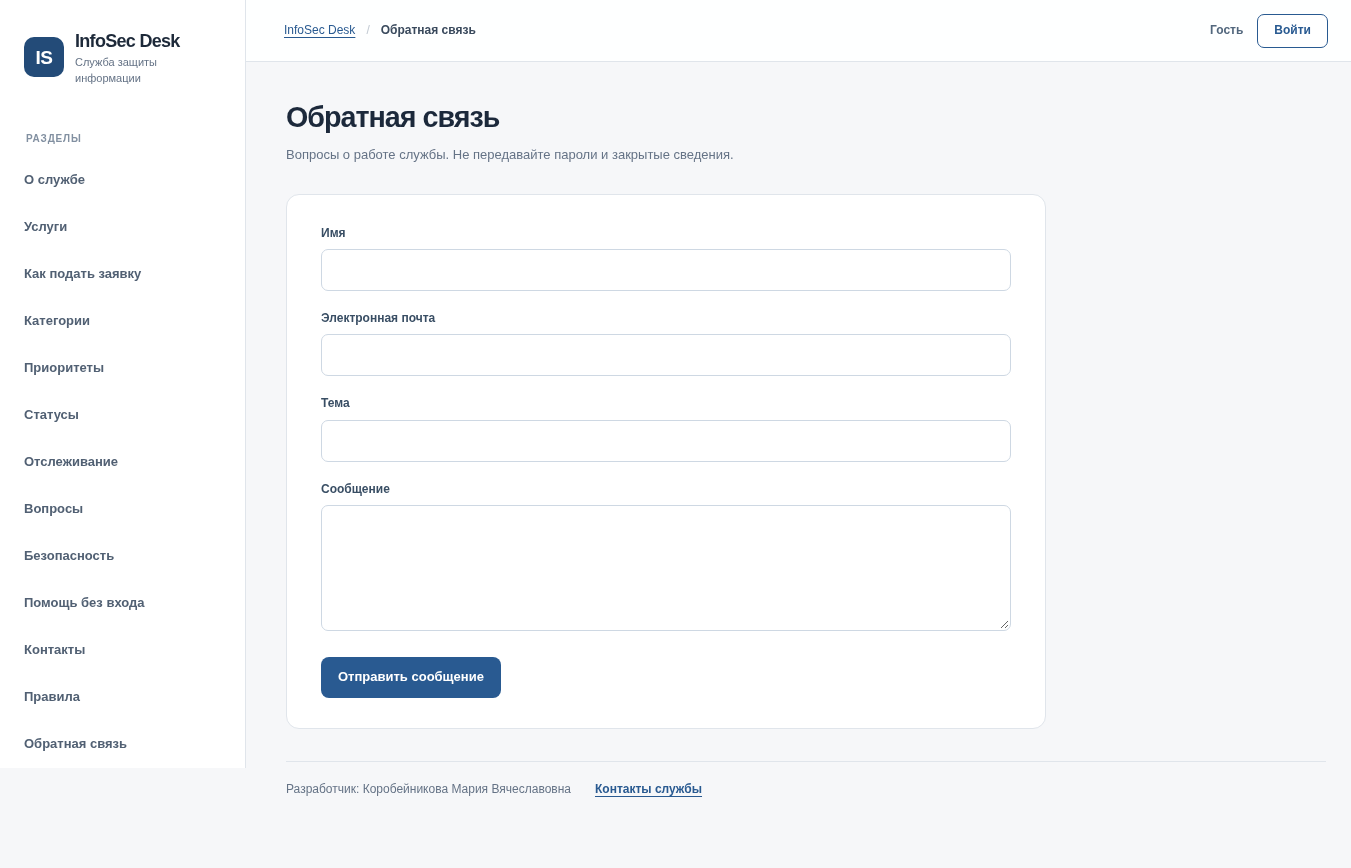 IS
InfoSec Desk
Служба защиты
информации
РАЗДЕЛЫ
О службе
Услуги
Как подать заявку
Категории
Приоритеты
Статусы
Отслеживание
Вопросы
Безопасность
Помощь без входа
Контакты
Правила
Обратная связь
InfoSec Desk / Обратная связь
Гость Войти
Обратная связь
Вопросы о работе службы. Не передавайте пароли и закрытые сведения.
Имя
Электронная почта
Тема
Сообщение
Отправить сообщение
Разработчик: Коробейникова Мария Вячеславовна Контакты службы